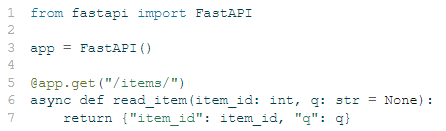 1 from fastapi import FastAPI
2
3 app = FastAPI()
4
5 @app.get("/items/")
6 async def read_item(item_id: int, q: str = None):
7     return {"item_id": item_id, "q": q}